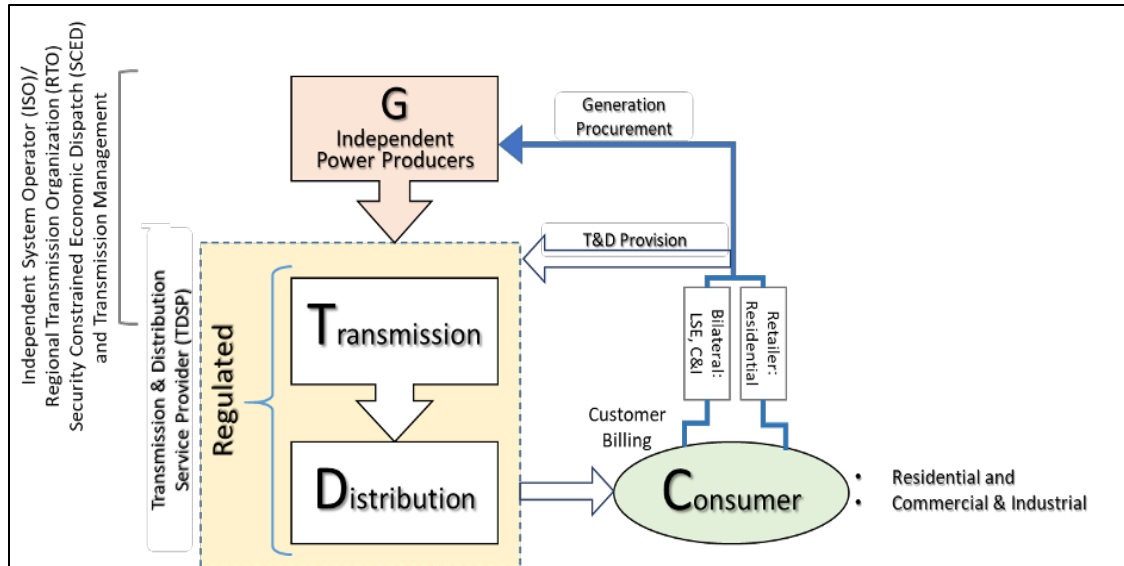 Independent System Operator (ISO)/
Regional Transmission Organization (RTO)
Security Constrained Economic Dispatch (SCED)
and Transmission Management
G
Independent
Power Producers
Generation
Procurement
T&D Provision
Transmission & Distribution
Service Provider (TDSP)
Regulated
Transmission
Distribution
Bilateral:
LSE, C&I
Retailer:
Residential
Customer
Billing
Consumer
• Residential and
• Commercial & Industrial